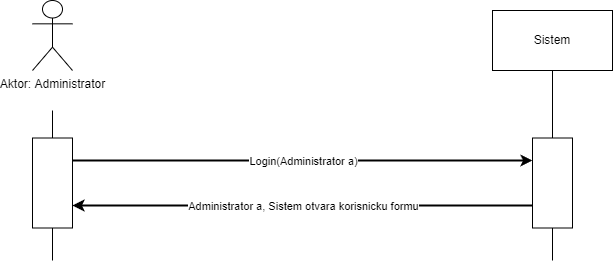 Sistem
Aktor: Administrator
Login(Administrator a)
Administrator a, Sistem otvara korisnicku formu